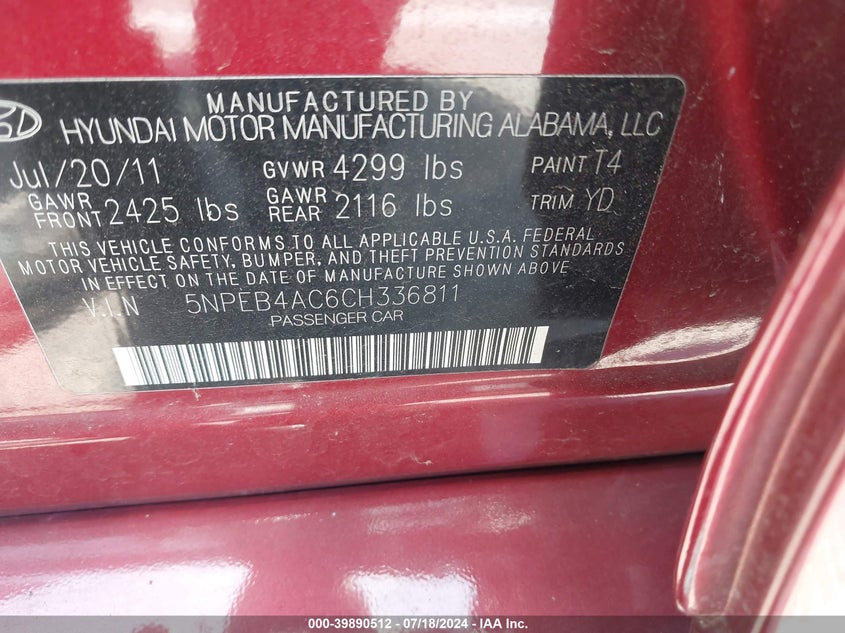 MANUFACTURED BY
HYUNDAI MOTOR MANUFACTURING ALABAMA, LLC
Jul/20/11 GVWR 4299 lbs PAINT T4
GAWR FRONT 2425 lbs GAWR REAR 2116 lbs TRIM YD
THIS VEHICLE CONFORMS TO ALL APPLICABLE U.S.A. FEDERAL
MOTOR VEHICLE SAFETY, BUMPER, AND THEFT PREVENTION STANDARDS
IN EFFECT ON THE DATE OF MANUFACTURE SHOWN ABOVE
V.I.N 5NPEB4AC6CH336811
PASSENGER CAR
000-39890512 - 07/18/2024 - IAA Inc.